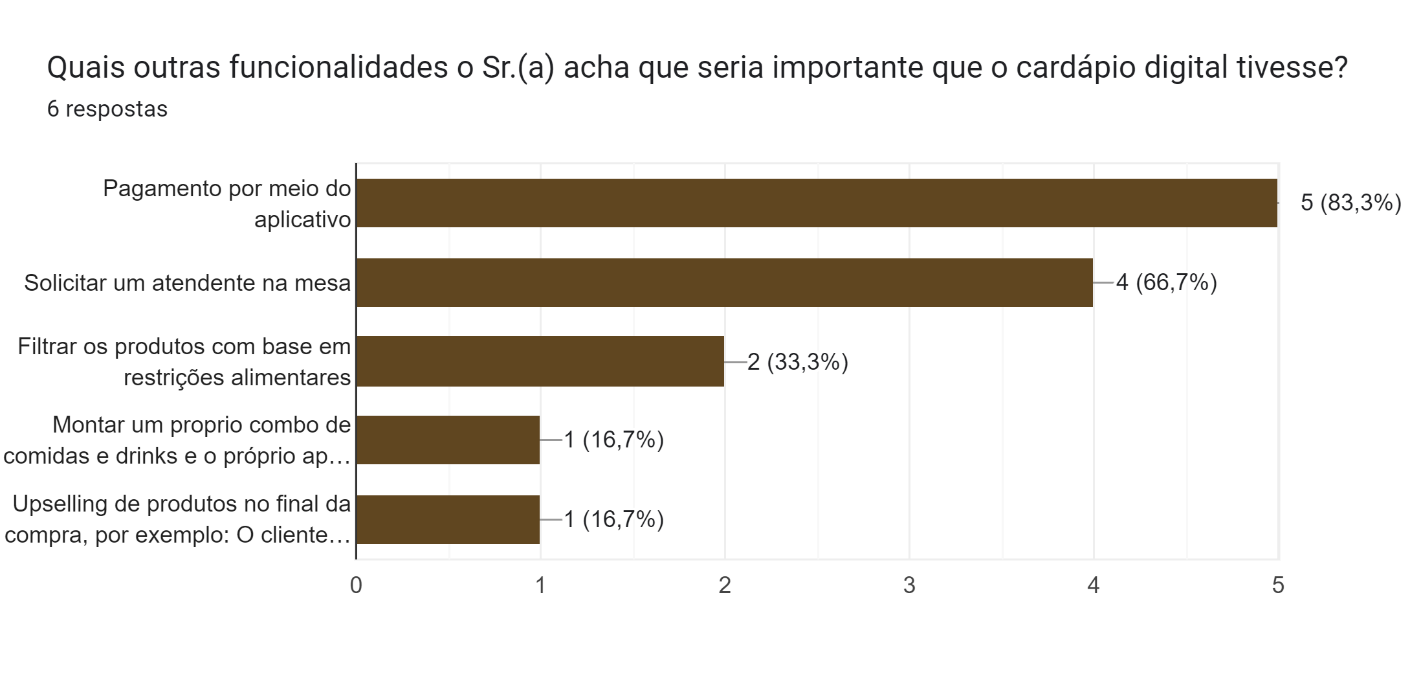 Quais outras funcionalidades o Sr.(a) acha que seria importante que o cardápio digital tivesse?
6 respostas
Pagamento por meio do
aplicativo
5 (83,3%)
Solicitar um atendente na mesa
4 (66,7%)
Filtrar os produtos com base em
restrições alimentares
2 (33,3%)
Montar um proprio combo de
comidas e drinks e o próprio ap…
1 (16,7%)
Upselling de produtos no final da
compra, por exemplo: O cliente…
1 (16,7%)
0 1 2 3 4 5